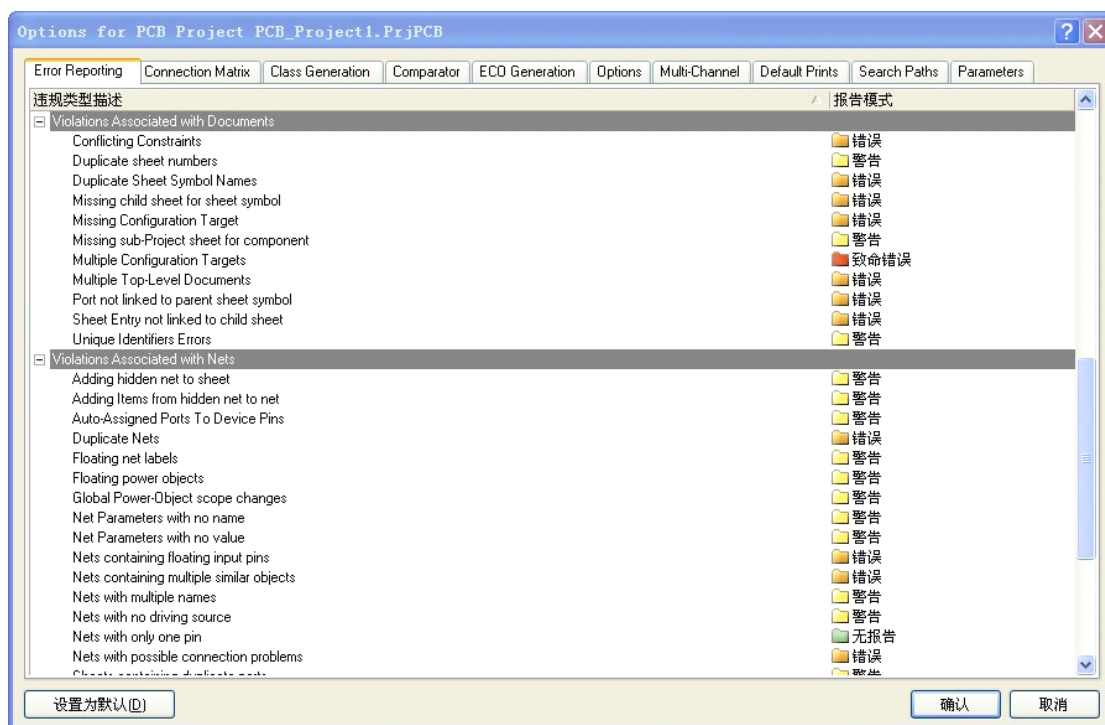 Options for PCB Project PCB_Project1.PrjPCB
Error Reporting Connection Matrix Class Generation Comparator ECO Generation Options Multi-Channel Default Prints Search Paths Parameters
违规类型描述 报告模式
Violations Associated with Documents
Conflicting Constraints 错误
Duplicate sheet numbers 警告
Duplicate Sheet Symbol Names 错误
Missing child sheet for sheet symbol 错误
Missing Configuration Target 错误
Missing sub-Project sheet for component 警告
Multiple Configuration Targets 致命错误
Multiple Top-Level Documents 错误
Port not linked to parent sheet symbol 错误
Sheet Entry not linked to child sheet 错误
Unique Identifiers Errors 警告
Violations Associated with Nets
Adding hidden net to sheet 警告
Adding Items from hidden net to net 警告
Auto-Assigned Ports To Device Pins 警告
Duplicate Nets 错误
Floating net labels 警告
Floating power objects 警告
Global Power-Object scope changes 警告
Net Parameters with no name 警告
Net Parameters with no value 警告
Nets containing floating input pins 错误
Nets containing multiple similar objects 错误
Nets with multiple names 警告
Nets with no driving source 警告
Nets with only one pin 无报告
Nets with possible connection problems 错误
Sheets containing duplicate ports 警告
设置为默认(D) 确认 取消